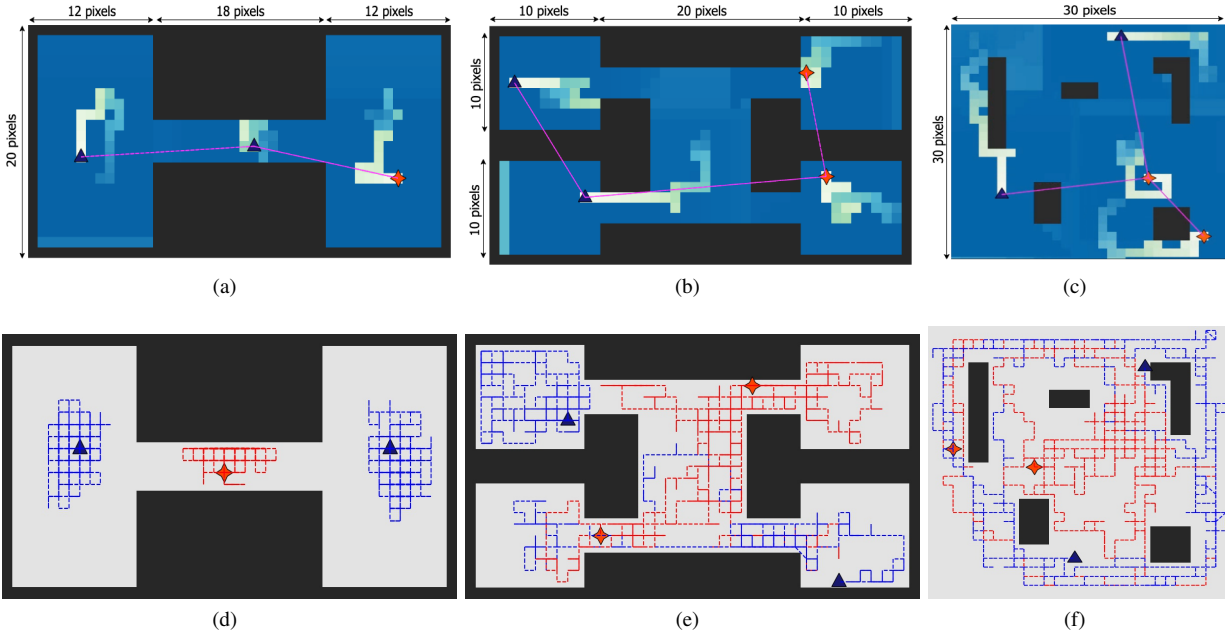 12 pixels 18 pixels 12 pixels
20 pixels
10 pixels 20 pixels 10 pixels
10 pixels
10 pixels
30 pixels
30 pixels
(a) (b) (c)
(d) (e) (f)